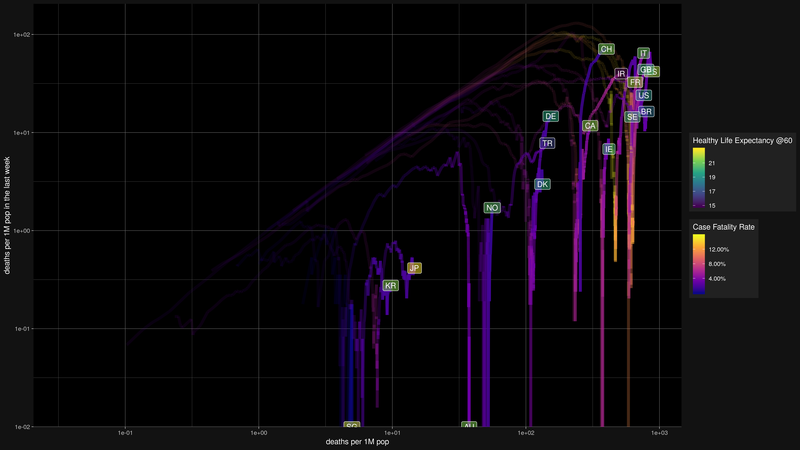 1e+02
1e+01
1e+00
1e-01
1e-02
deaths per 1M pop in the last week
CH
IT
GB
ES
IR
FR
US
BR
DE
SE
CA
TR
IE
DK
NO
JP
KR
SG
AU
1e-01
1e+00
1e+01
1e+02
1e+03
deaths per 1M pop
Healthy Life Expectancy @60
21
19
17
15
Case Fatality Rate
12.00%
8.00%
4.00%